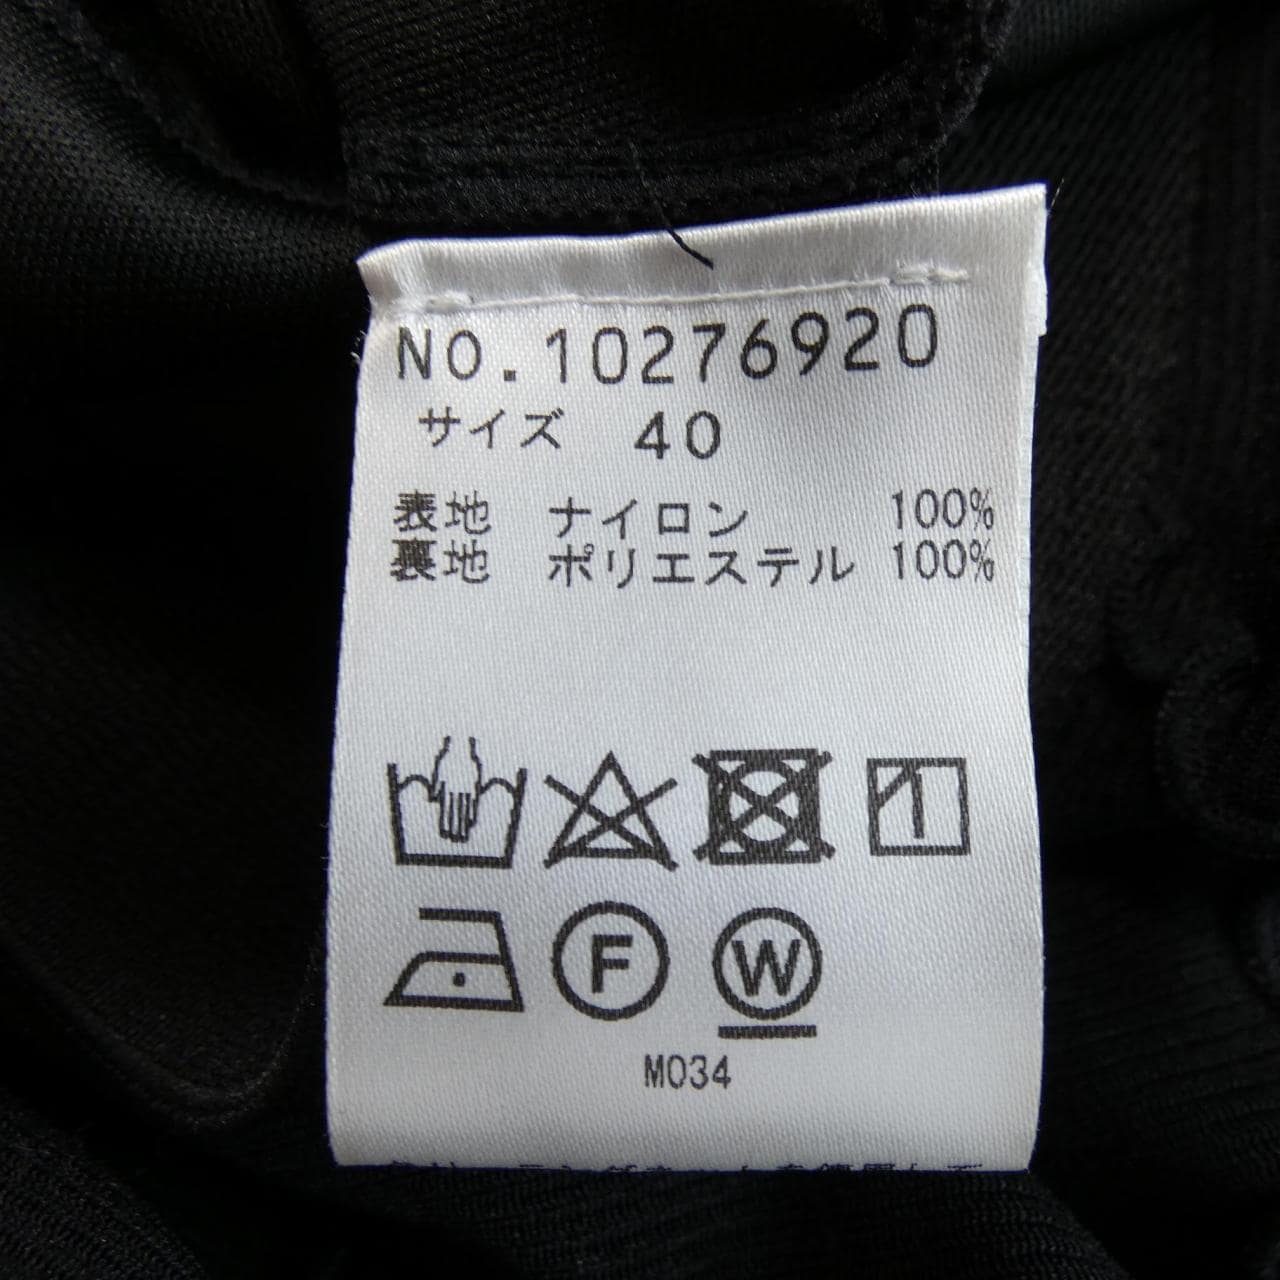 NO.10276920
サイズ 40
表地 ナイロン 100%
裏地 ポリエステル 100%
1
F W
M034